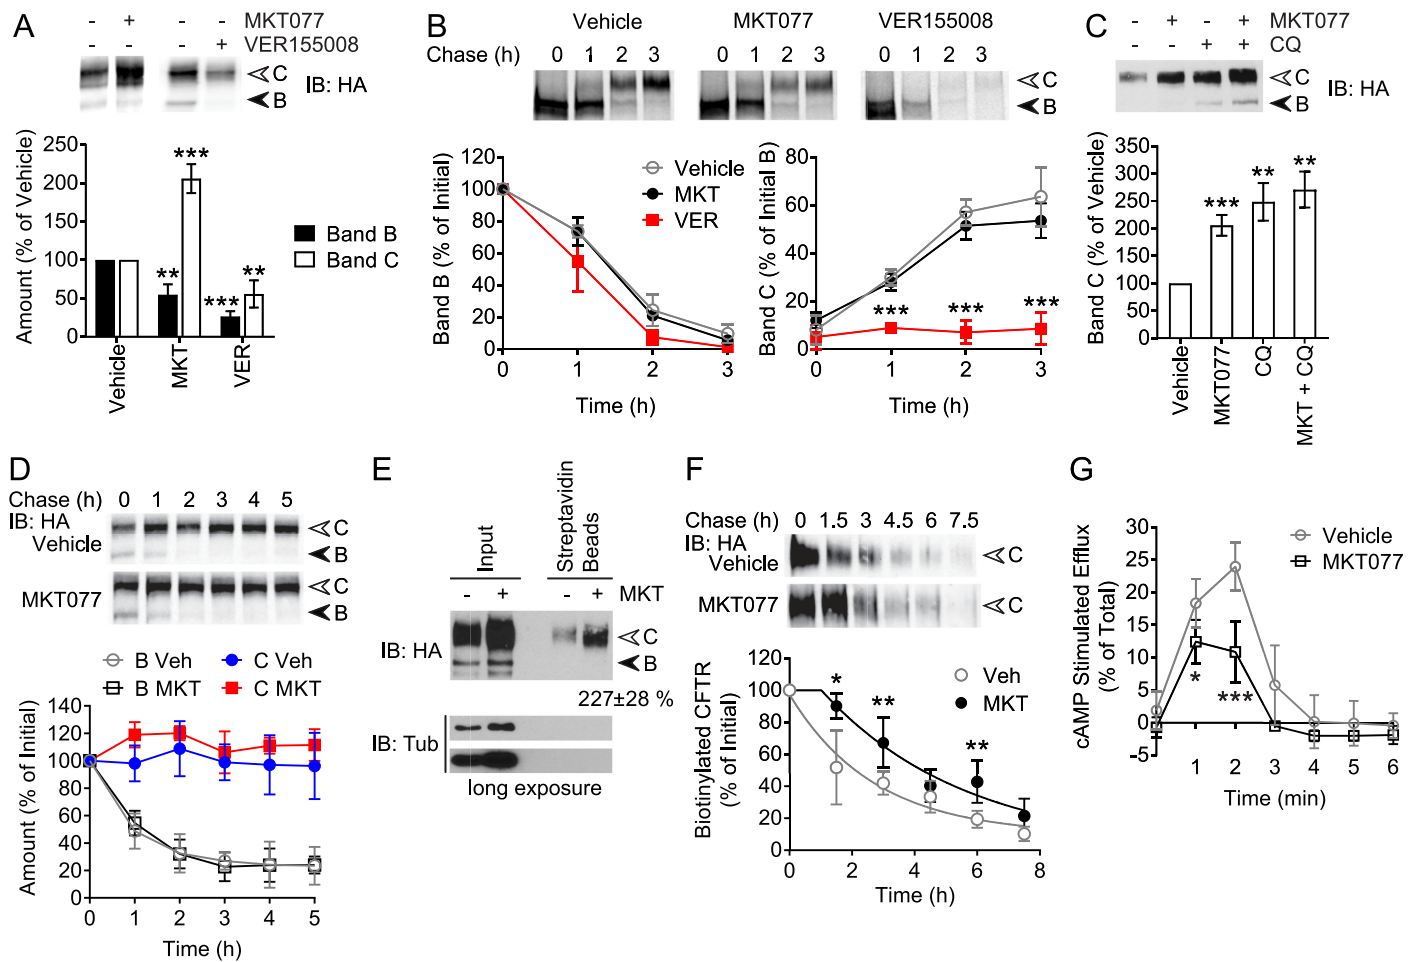 A
- + - - MKT077
- - - + VER155008
C
B
IB: HA
Amount (% of Vehicle)
250
200
150
100
50
0
**
***
***
**
Band B
Band C
Vehicle
MKT
VER
B
Vehicle MKT077 VER155008
Chase (h) 0 1 2 3 0 1 2 3 0 1 2 3
C
B
Band B (% of Initial)
120
100
80
60
40
20
0
Vehicle
MKT
VER
0 1 2 3
Time (h)
Band C (% of Initial B)
80
60
40
20
0
*** *** ***
0 1 2 3
Time (h)
C
- + - + MKT077
- - + + CQ
C
B
IB: HA
Band C (% of Vehicle)
350
300
250
200
150
100
50
0
***
**
**
Vehicle
MKT077
CQ
MKT + CQ
D
Chase (h) 0 1 2 3 4 5
IB: HA
Vehicle
C
B
MKT077
C
B
B Veh C Veh
B MKT C MKT
Amount (% of Initial)
140
120
100
80
60
40
20
0
0 1 2 3 4 5
Time (h)
E
Input
Streptavidin
Beads
- + - + MKT
IB: HA
C
B
227±28 %
IB: Tub
long exposure
F
Chase (h) 0 1.5 3 4.5 6 7.5
IB: HA
Vehicle
C
MKT077
C
Biotinylated CFTR
(% of Initial)
120
100
80
60
40
20
0
* ** **
Veh
MKT
0 2 4 6 8
Time (h)
G
cAMP Stimulated Efflux
(% of Total)
30
25
20
15
10
5
0
-5
Vehicle
MKT077
*
***
1 2 3 4 5 6
Time (min)